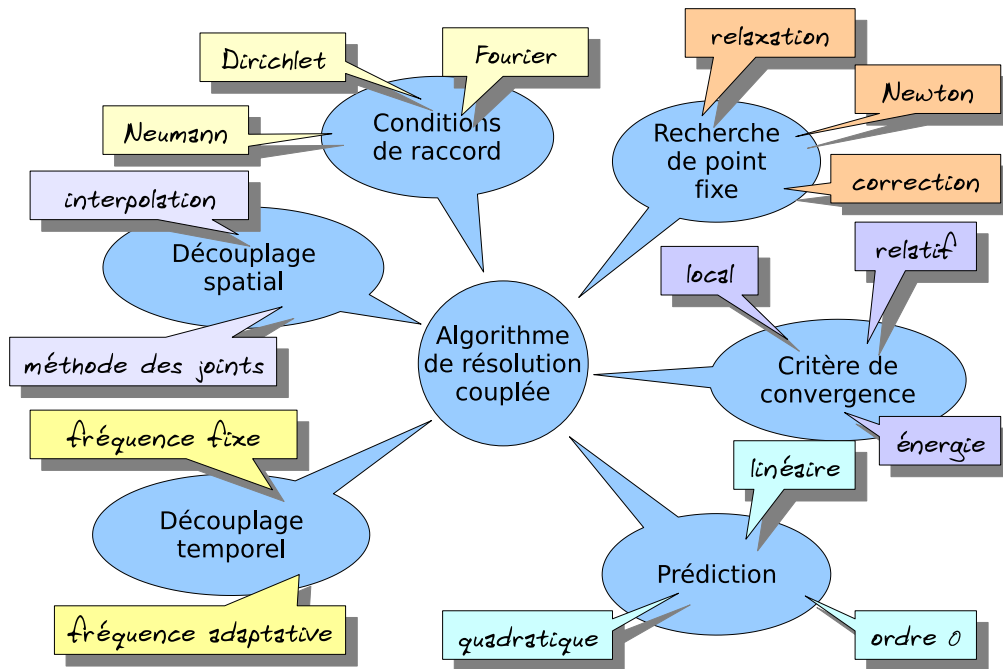 Dirichlet
Fourier
Neumann
Conditions
de raccord
relaxation
Newton
correction
Recherche
de point
fixe
interpolation
Découplage
spatial
méthode des joints
local
relatif
Critère de
convergence
énergie
Algorithme
de résolution
couplée
fréquence fixe
Découplage
temporel
fréquence adaptative
linéaire
Prédiction
quadratique
ordre 0